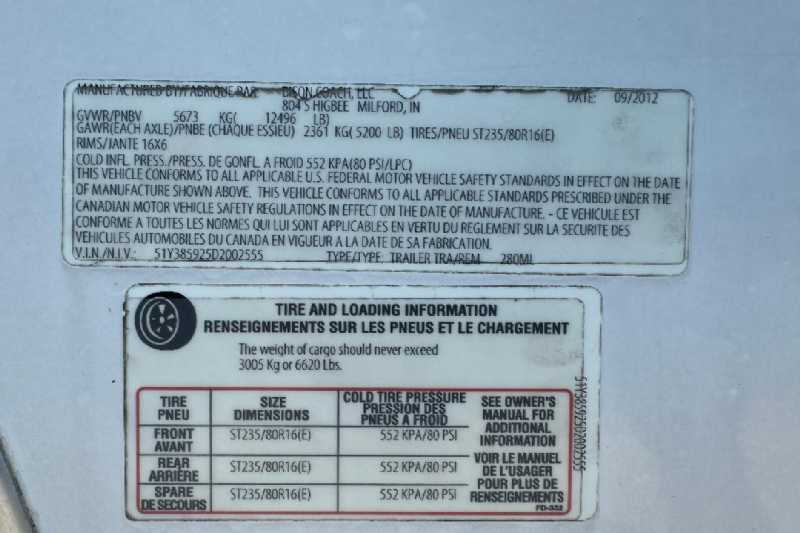 MANUFACTURED BY/FABRIQUE PAR BISON COACH, LLC DATE: 09/2012
804 S HIGBEE MILFORD, IN
GVWR/PNBV 5673 KG( 12496 LB)
GAWR(EACH AXLE)/PNBE (CHAQUE ESSIEU) 2361 KG( 5200 LB) TIRES/PNEU ST235/80R16(E)
RIMS/JANTE 16X6
COLD INFL. PRESS./PRESS. DE GONFL. A FROID 552 KPA(80 PSI/LPC)
THIS VEHICLE CONFORMS TO ALL APPLICABLE U.S. FEDERAL MOTOR VEHICLE SAFETY STANDARDS IN EFFECT ON THE DATE
OF MANUFACTURE SHOWN ABOVE. THIS VEHICLE CONFORMS TO ALL APPLICABLE STANDARDS PRESCRIBED UNDER THE
CANADIAN MOTOR VEHICLE SAFETY REGULATIONS IN EFFECT ON THE DATE OF MANUFACTURE. - CE VEHICULE EST
CONFORME A TOUTES LES NORMES QUI LUI SONT APPLICABLES EN VERTU DU REGLEMENT SUR LA SECURITE DES
VEHICULES AUTOMOBILES DU CANADA EN VIGUEUR A LA DATE DE SA FABRICATION.
V.I.N./N.I.V.: 51Y385925D2002555 TYPE/TYPE: TRAILER TRA/REM 280ML
TIRE AND LOADING INFORMATION
RENSEIGNEMENTS SUR LES PNEUS ET LE CHARGEMENT
The weight of cargo should never exceed
3005 Kg or 6620 Lbs.
TIRE
PNEU
SIZE
DIMENSIONS
COLD TIRE PRESSURE
PRESSION DES
PNEUS A FROID
SEE OWNER'S
MANUAL FOR
ADDITIONAL
INFORMATION
FRONT
AVANT
ST235/80R16(E)
552 KPA/80 PSI
REAR
ARRIÈRE
ST235/80R16(E)
552 KPA/80 PSI
VOIR LE MANUEL
DE L'USAGER
POUR PLUS DE
RENSEIGNEMENTS
SPARE
DE SECOURS
ST235/80R16(E)
552 KPA/80 PSI
FD-332
51Y385925D2002555